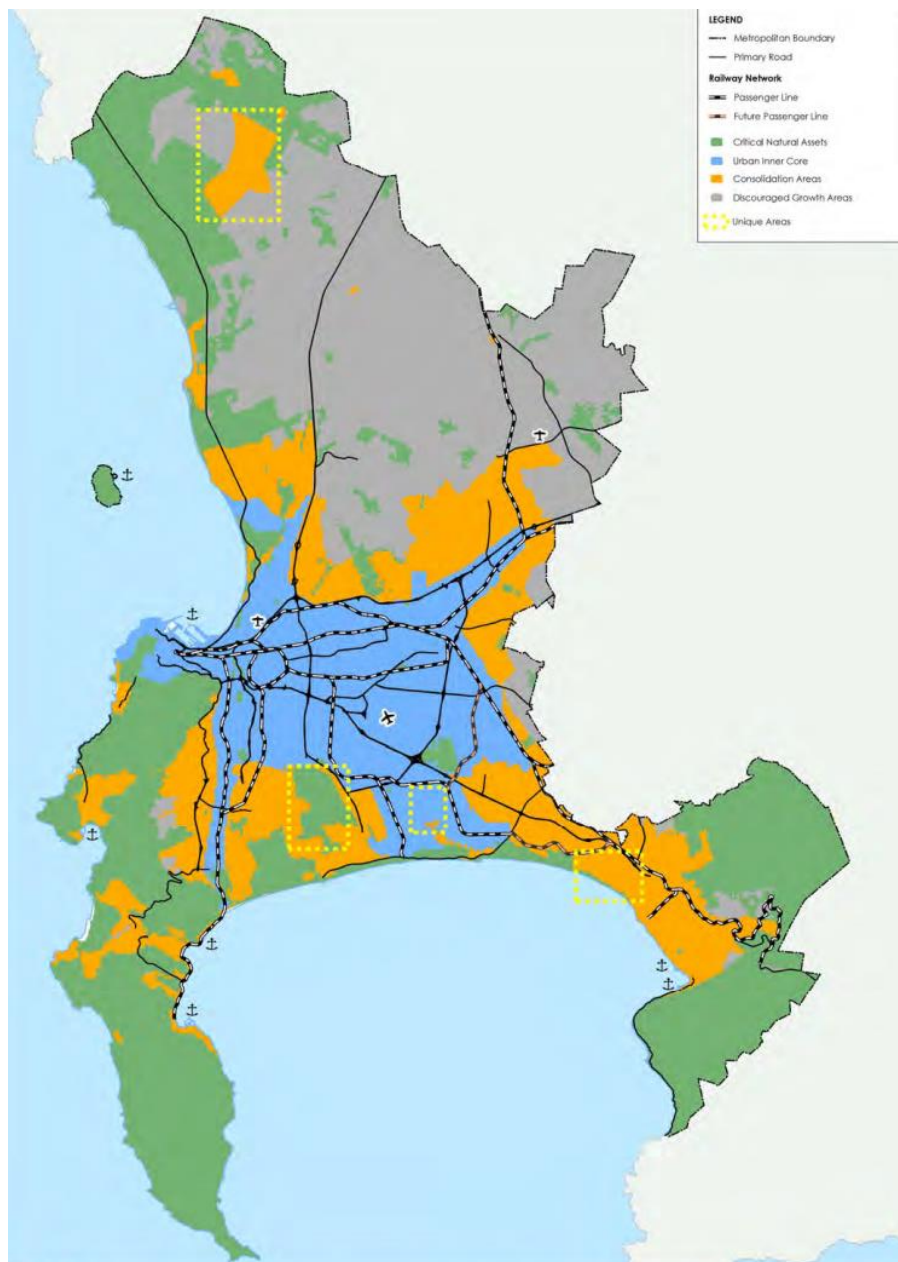 LEGEND
Metropolitan Boundary
Primary Road
Railway Network
Passenger Line
Future Passenger Line
Critical Natural Assets
Urban Inner Core
Consolidation Areas
Discouraged Growth Areas
Unique Areas